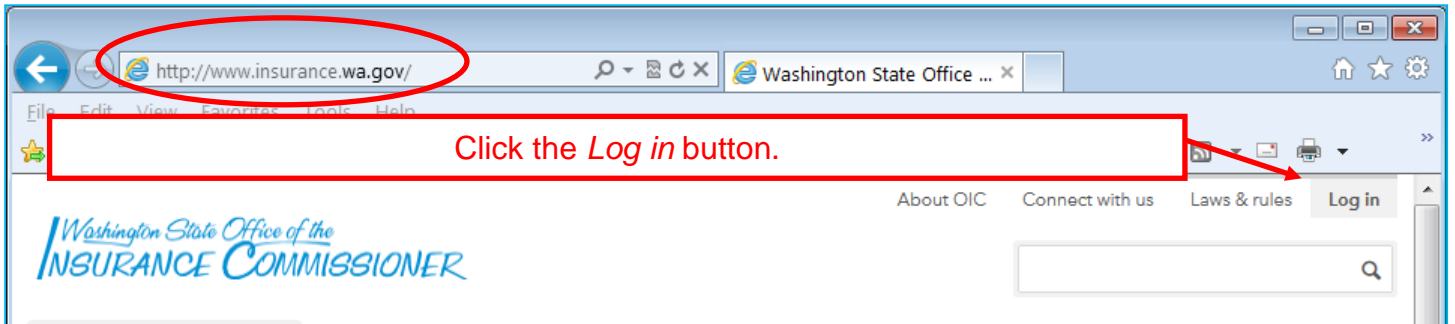 http://www.insurance.wa.gov/
Washington State Office ...
File Edit View Favorites Tools Help
Click the Log in button.
About OIC Connect with us Laws & rules Log in
Washington State Office of the
INSURANCE COMMISSIONER